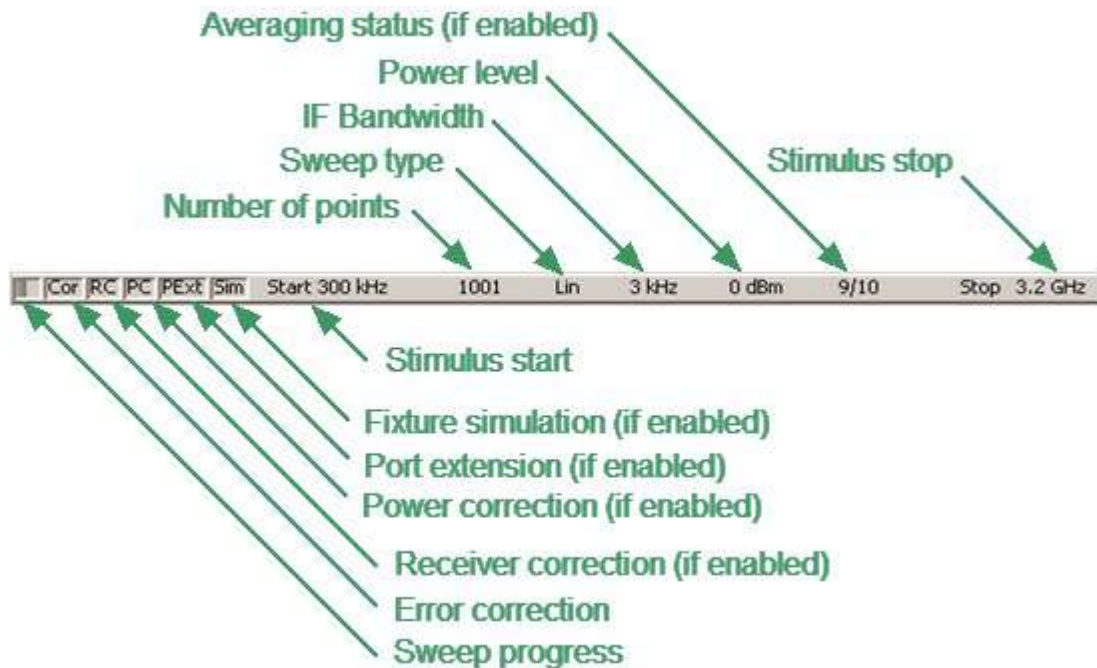 Averaging status (if enabled)
Power level
IF Bandwidth
Sweep type
Stimulus stop
Number of points
Cor RC PC PExt Sim Start 300 kHz 1001 Lin 3 kHz 0 dBm 9/10 Stop 3.2 GHz
Stimulus start
Fixture simulation (if enabled)
Port extension (if enabled)
Power correction (if enabled)
Receiver correction (if enabled)
Error correction
Sweep progress